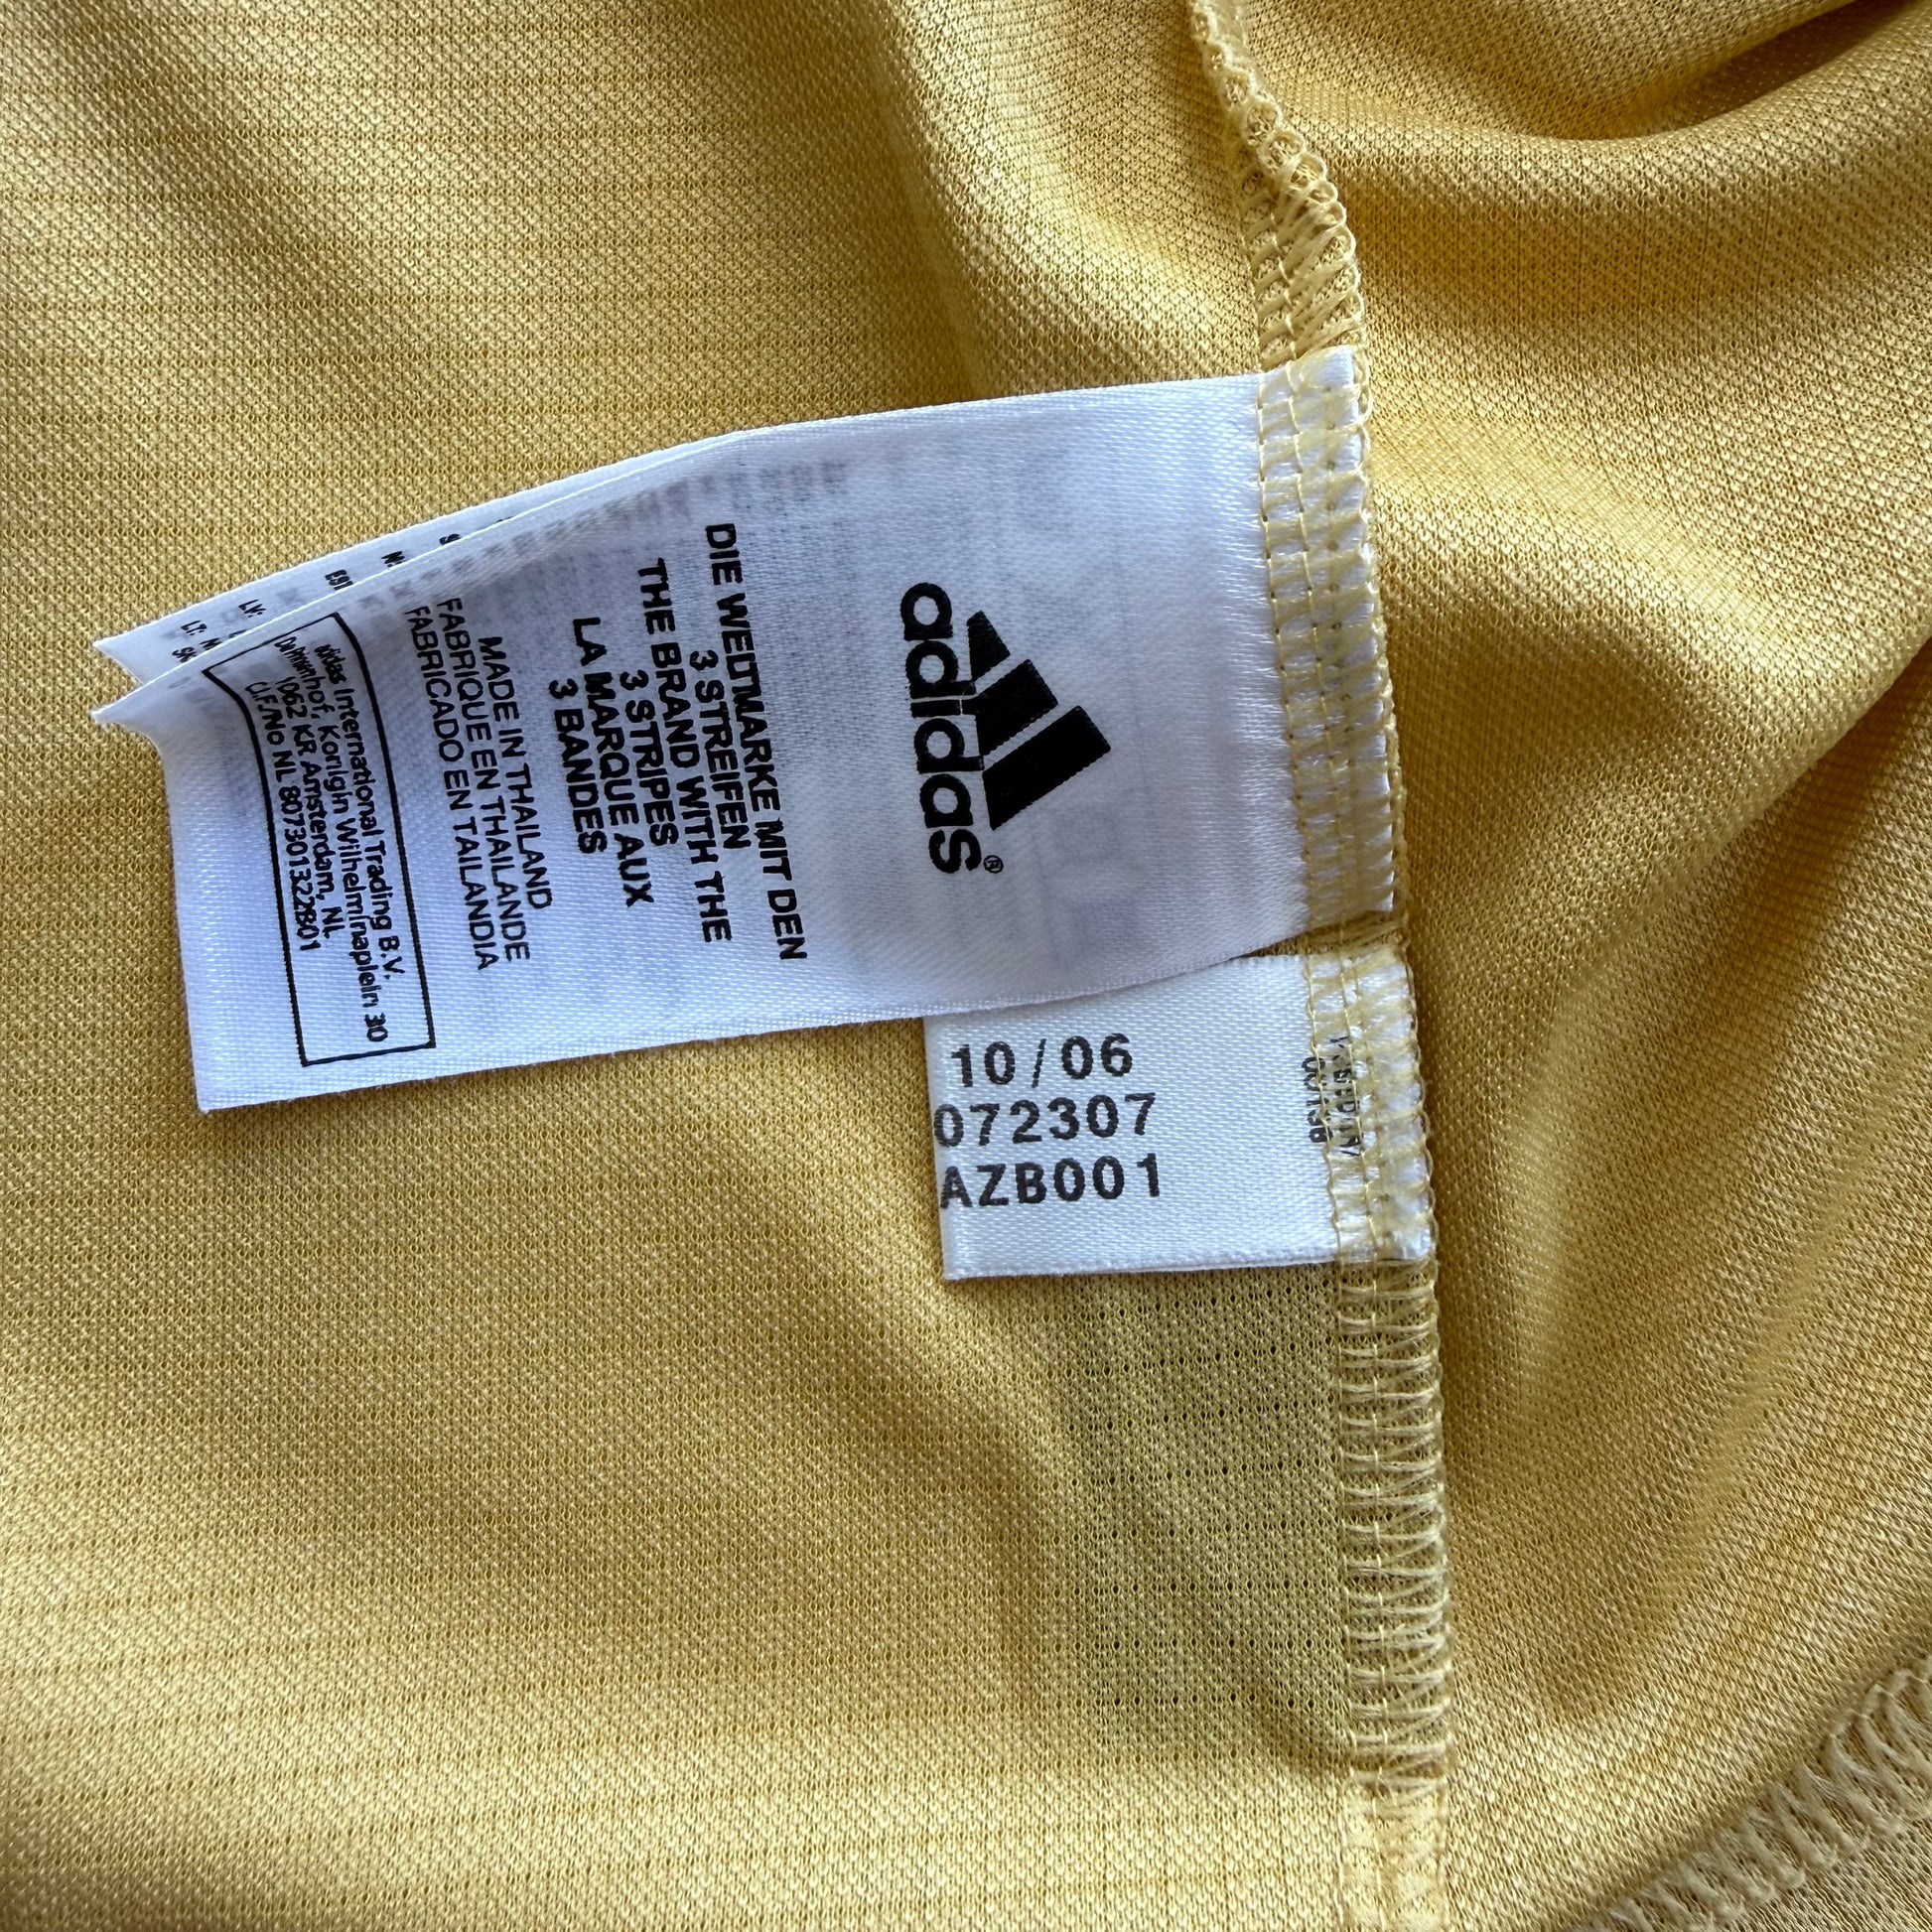 adidas®
DIE WELTMARKE MIT DEN
3 STREIFEN
THE BRAND WITH THE
3 STRIPES
LA MARQUE AUX
3 BANDES
MADE IN THAILAND
FABRIQUE EN THAILANDE
FABRICADO EN TAILANDIA
adidas International Trading B.V.
Da Prinsenhof, Koningin Wilhelminaplein 30
1062 KR Amsterdam, NL
C.I.F./No NL 807301322B01
10/06
072307
AZB001